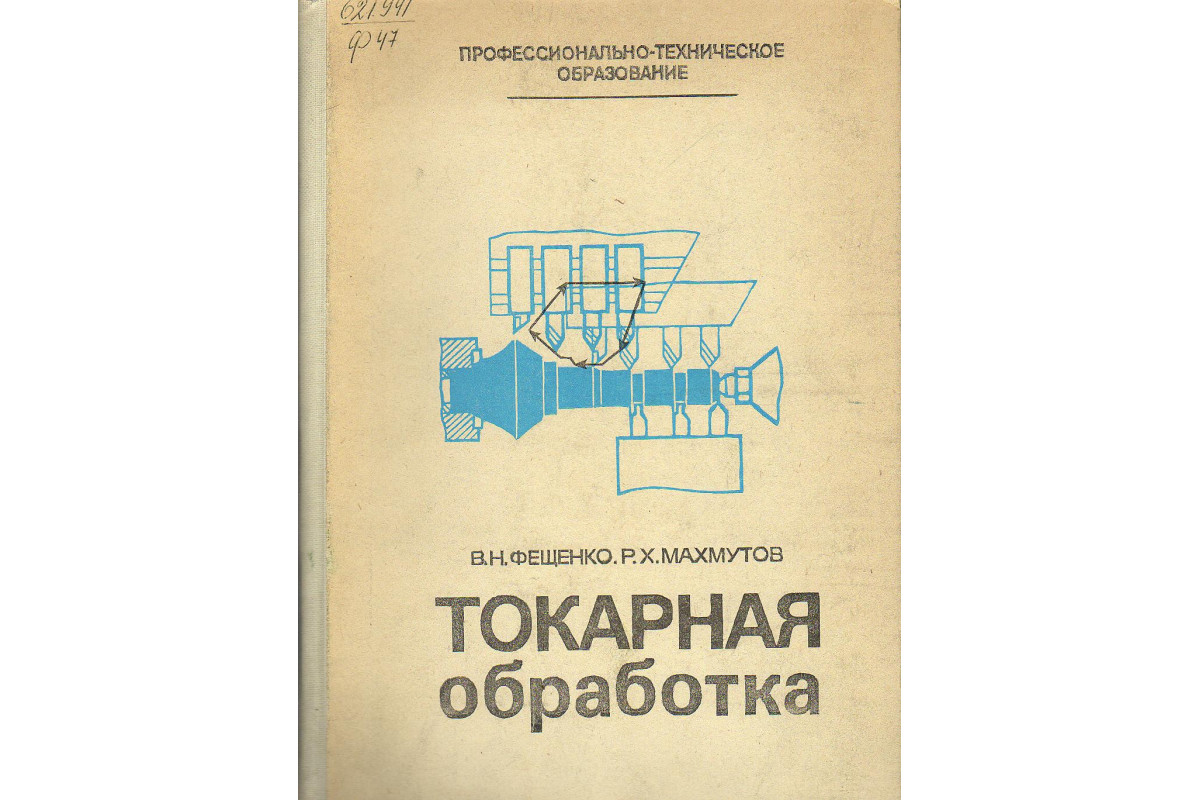 621.941
Ф 47
ПРОФЕССИОНАЛЬНО-ТЕХНИЧЕСКОЕ
ОБРАЗОВАНИЕ
В.Н.ФЕЩЕНКО.Р.Х.МАХМУТОВ
ТОКАРНАЯ
обработка